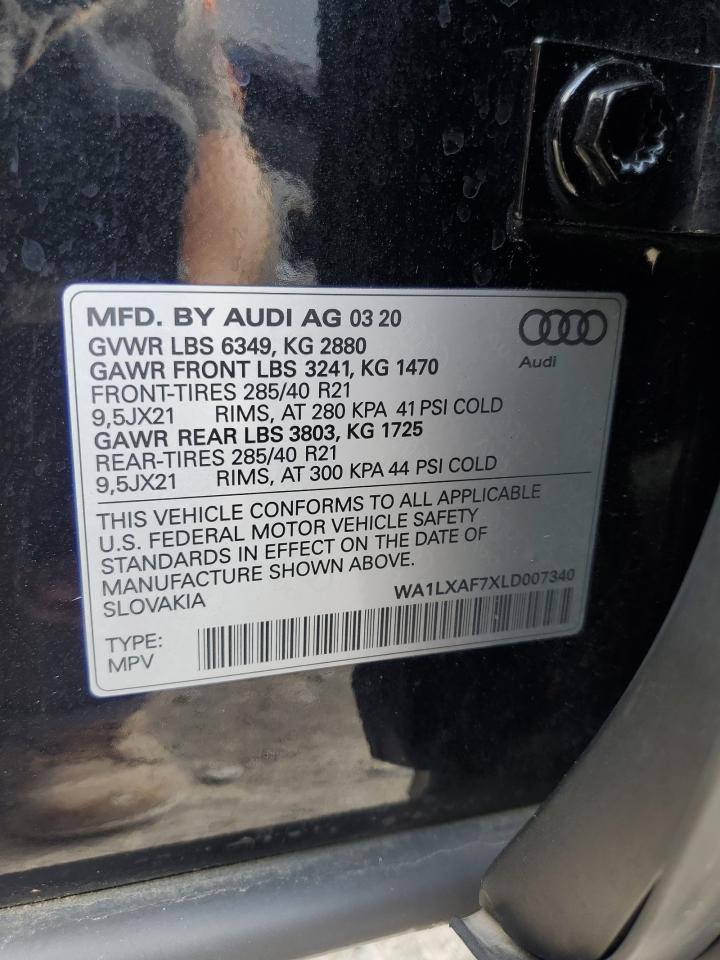 MFD. BY AUDI AG 03 20
Audi
GVWR LBS 6349, KG 2880
GAWR FRONT LBS 3241, KG 1470
FRONT-TIRES 285/40 R21
9,5JX21 RIMS, AT 280 KPA 41 PSI COLD
GAWR REAR LBS 3803, KG 1725
REAR-TIRES 285/40 R21
9,5JX21 RIMS, AT 300 KPA 44 PSI COLD
THIS VEHICLE CONFORMS TO ALL APPLICABLE
U.S. FEDERAL MOTOR VEHICLE SAFETY
STANDARDS IN EFFECT ON THE DATE OF
MANUFACTURE SHOWN ABOVE.
SLOVAKIA WA1LXAF7XLD007340
TYPE:
MPV